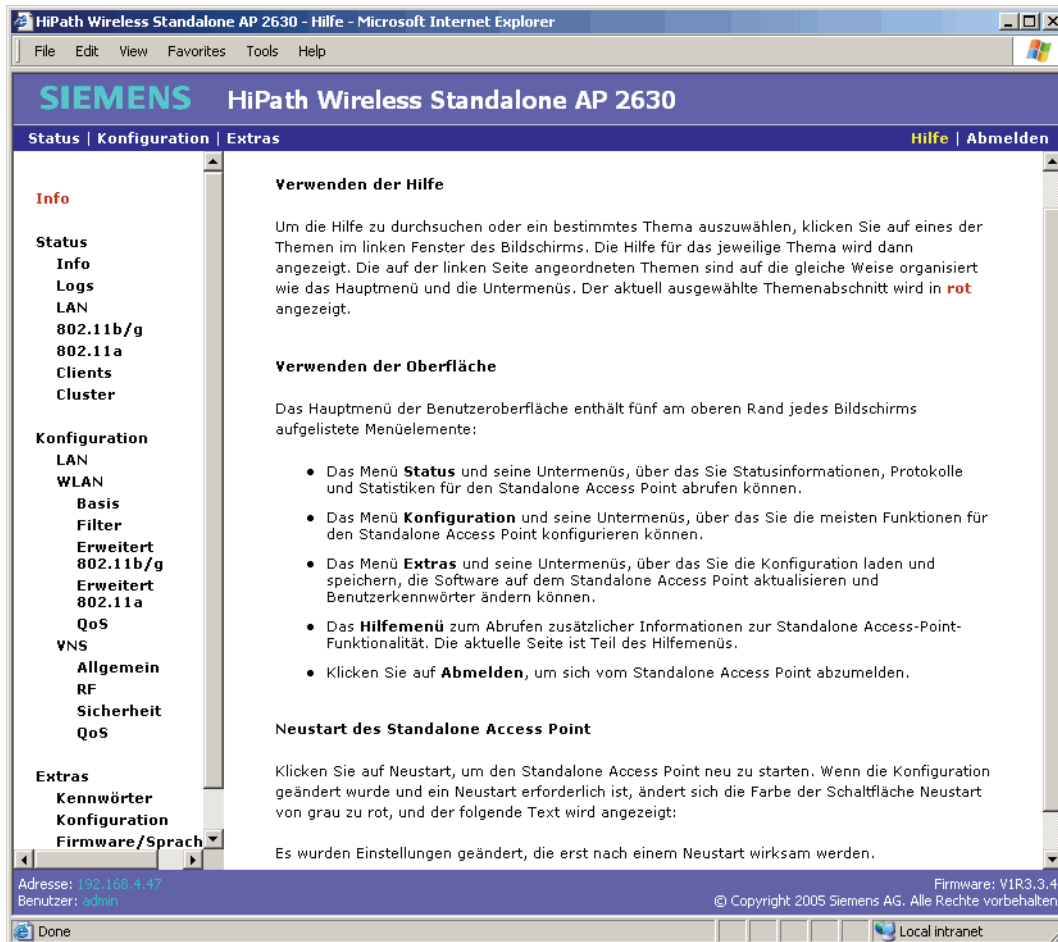 HiPath Wireless Standalone AP 2630 - Hilfe - Microsoft Internet Explorer
File Edit View Favorites Tools Help
SIEMENS HiPath Wireless Standalone AP 2630
Status | Konfiguration | Extras
Hilfe | Abmelden
Info
Status
Info
Logs
LAN
802.11b/g
802.11a
Clients
Cluster
Konfiguration
LAN
WLAN
Basis
Filter
Erweitert
802.11b/g
Erweitert
802.11a
QoS
VNS
Allgemein
RF
Sicherheit
QoS
Extras
Kennwörter
Konfiguration
Firmware/Sprach
Verwenden der Hilfe
Um die Hilfe zu durchsuchen oder ein bestimmtes Thema auszuwählen, klicken Sie auf eines der
Themen im linken Fenster des Bildschirms. Die Hilfe für das jeweilige Thema wird dann
angezeigt. Die auf der linken Seite angeordneten Themen sind auf die gleiche Weise organisiert
wie das Hauptmenü und die Untermenüs. Der aktuell ausgewählte Themenabschnitt wird in rot
angezeigt.
Verwenden der Oberfläche
Das Hauptmenü der Benutzeroberfläche enthält fünf am oberen Rand jedes Bildschirms
aufgelistete Menüelemente:
● Das Menü Status und seine Untermenüs, über das Sie Statusinformationen, Protokolle
und Statistiken für den Standalone Access Point abrufen können.
● Das Menü Konfiguration und seine Untermenüs, über das Sie die meisten Funktionen für
den Standalone Access Point konfigurieren können.
● Das Menü Extras und seine Untermenüs, über das Sie die Konfiguration laden und
speichern, die Software auf dem Standalone Access Point aktualisieren und
Benutzerkennwörter ändern können.
● Das Hilfemenü zum Abrufen zusätzlicher Informationen zur Standalone Access-Point-
Funktionalität. Die aktuelle Seite ist Teil des Hilfemenüs.
● Klicken Sie auf Abmelden, um sich vom Standalone Access Point abzumelden.
Neustart des Standalone Access Point
Klicken Sie auf Neustart, um den Standalone Access Point neu zu starten. Wenn die Konfiguration
geändert wurde und ein Neustart erforderlich ist, ändert sich die Farbe der Schaltfläche Neustart
von grau zu rot, und der folgende Text wird angezeigt:
Es wurden Einstellungen geändert, die erst nach einem Neustart wirksam werden.
Adresse: 192.168.4.47
Benutzer: admin
Firmware: V1R3.3.4
© Copyright 2005 Siemens AG. Alle Rechte vorbehalten
Done
Local intranet